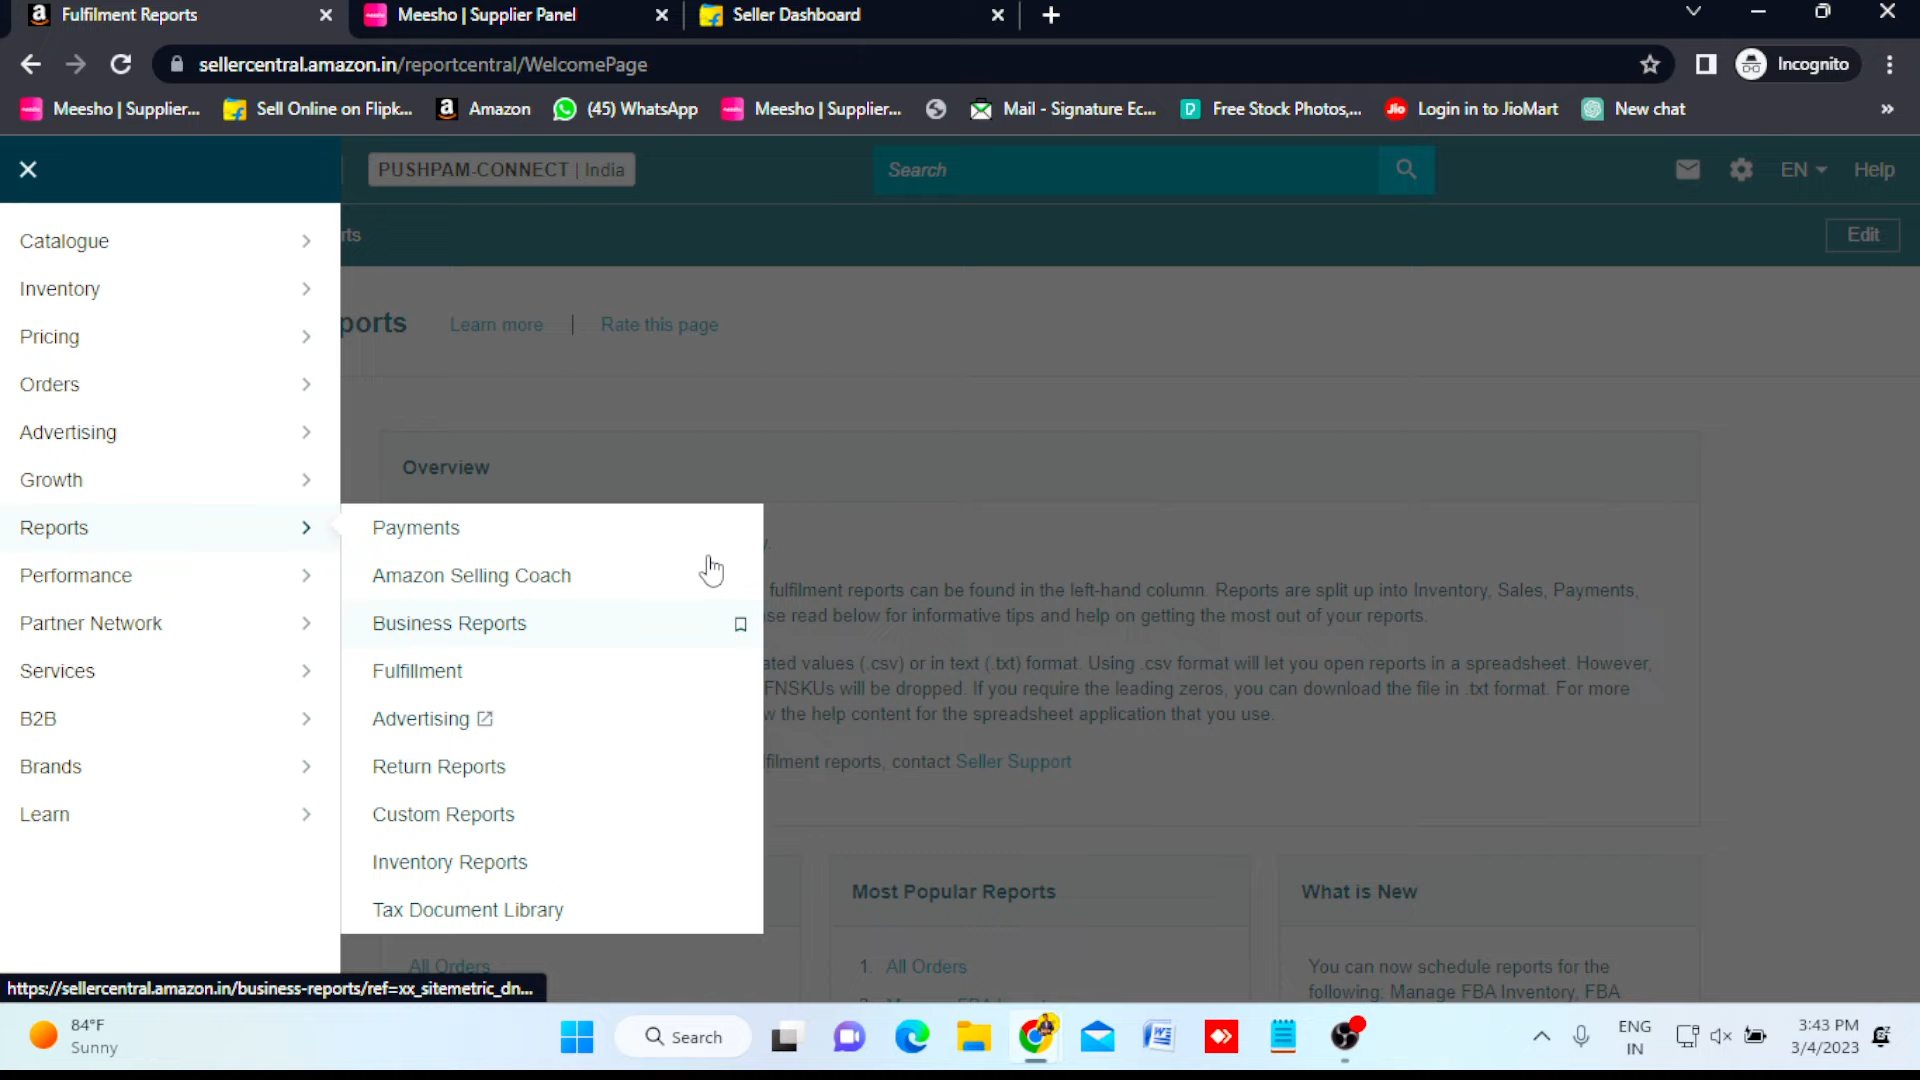 Fulfilment Reports
Meesho | Supplier Panel
Seller Dashboard
sellercentral.amazon.in/reportcentral/WelcomePage
Incognito
Meesho | Supplier...
Sell Online on Flipk...
Amazon
(45) WhatsApp
Meesho | Supplier...
Mail - Signature Ec...
Free Stock Photos,...
Login in to JioMart
New chat
»
PUSHPAM-CONNECT | India
Search
EN
Help
rts
Edit
ports
Learn more
Rate this page
Catalogue
Inventory
Pricing
Orders
Advertising
Growth
Reports
Performance
Partner Network
Services
B2B
Brands
Learn
Payments
Amazon Selling Coach
Business Reports
Fulfillment
Advertising
Return Reports
Custom Reports
Inventory Reports
Tax Document Library
Overview
fulfilment reports can be found in the left-hand column. Reports are split up into Inventory, Sales, Payments,
se read below for informative tips and help on getting the most out of your reports.
ated values (.csv) or in text (.txt) format. Using .csv format will let you open reports in a spreadsheet. However,
FNSKUs will be dropped. If you require the leading zeros, you can download the file in .txt format. For more
w the help content for the spreadsheet application that you use.
filment reports, contact Seller Support
All Orders
Most Popular Reports
1. All Orders
What is New
You can now schedule reports for the
following: Manage FBA Inventory, FBA
https://sellercentral.amazon.in/business-reports/ref=xx_sitemetric_dn...
84°F
Sunny
Search
ENG
IN
3:43 PM
3/4/2023